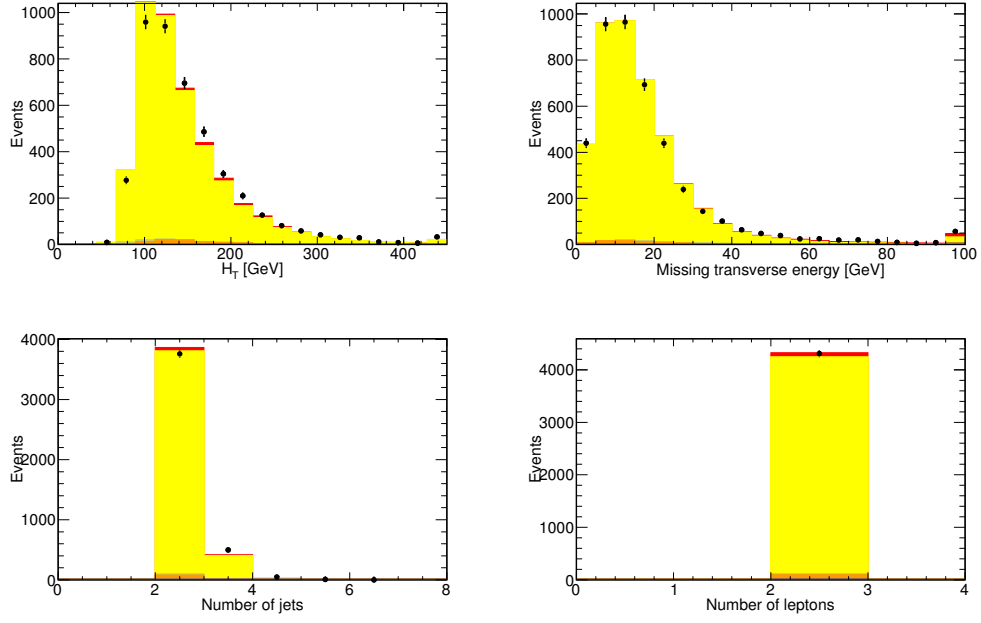 1000
800
600
400
200
0
Events
0 100 200 300 400
H_T [GeV]
1000
800
600
400
200
0
Events
0 20 40 60 80 100
Missing transverse energy [GeV]
4000
3000
2000
1000
0
Events
0 2 4 6 8
Number of jets
4000
3000
2000
1000
0
Events
0 1 2 3 4
Number of leptons